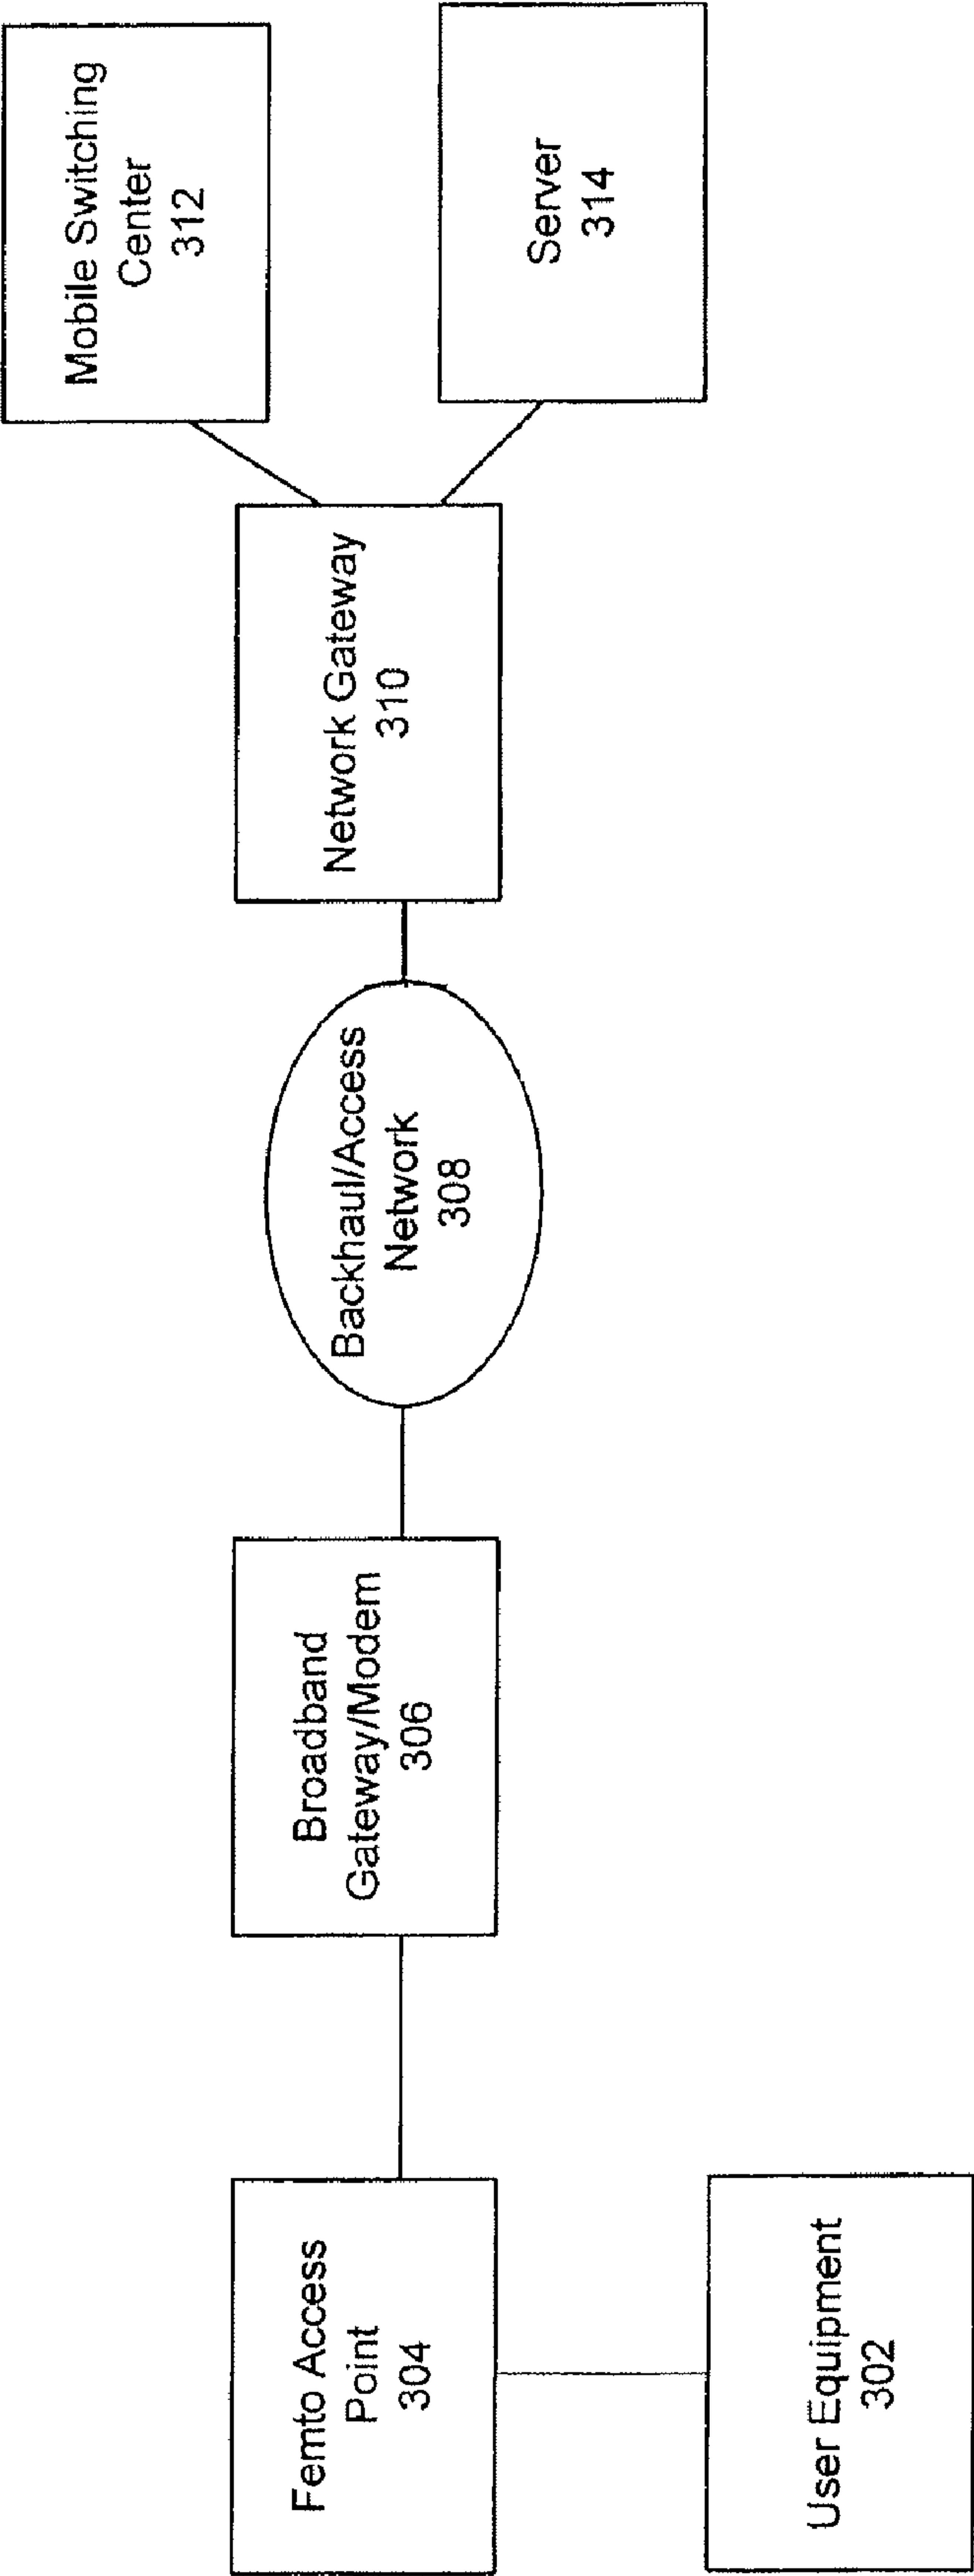 Femto Access
Point
304
User Equipment
302
Broadband
Gateway/Modem
306
Backhaul/Access
Network
308
Network Gateway
310
Mobile Switching
Center
312
Server
314